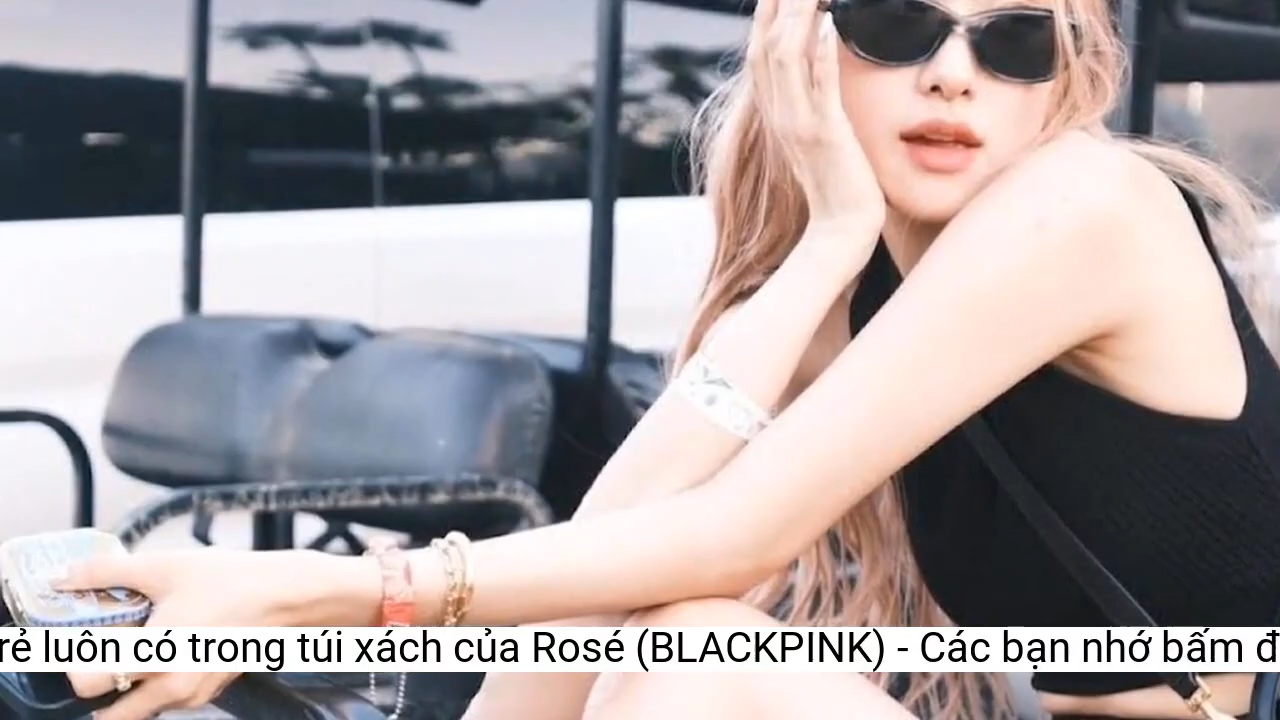 rẻ luôn có trong túi xách của Rosé (BLACKPINK) - Các bạn nhớ bấm đ